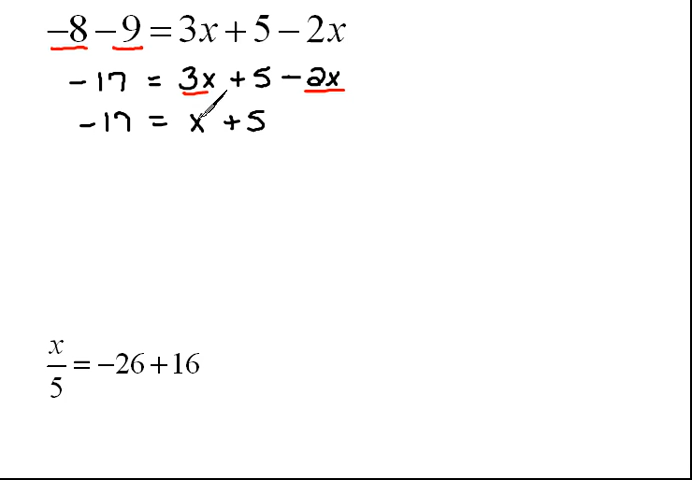 −8 − 9 = 3x + 5 − 2x
−17 = 3x + 5 − 2x
−17 = x + 5
x/5 = −26 + 16